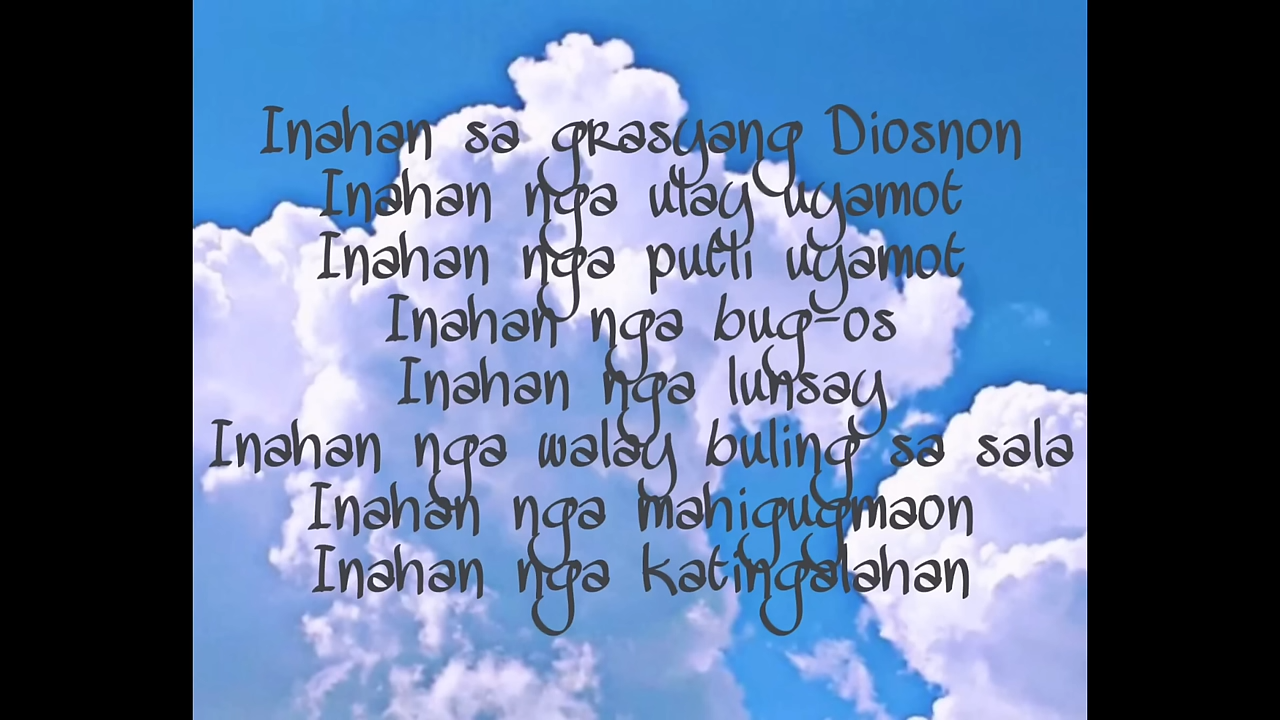 Inahan sa grasyang Diosnon
Inahan nga ulay uyamot
Inahan nga putli uyamot
Inahan nga bug-os
Inahan nga lunsay
Inahan nga walay buling sa sala
Inahan nga mahigugmaon
Inahan nga katingalahan